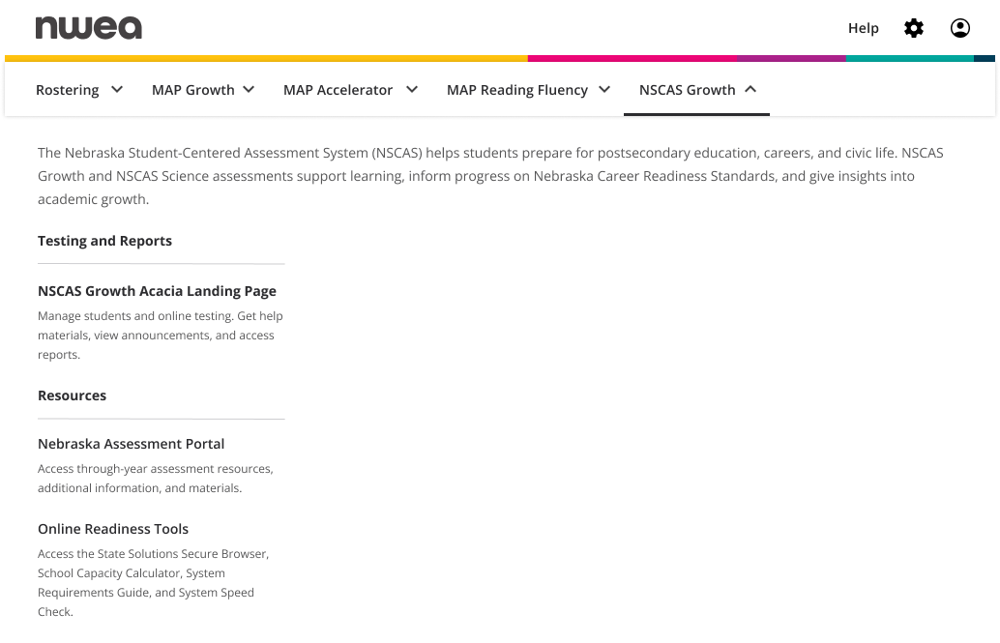 nwea
Help
Rostering
MAP Growth
MAP Accelerator
MAP Reading Fluency
NSCAS Growth
The Nebraska Student-Centered Assessment System (NSCAS) helps students prepare for postsecondary education, careers, and civic life. NSCAS
Growth and NSCAS Science assessments support learning, inform progress on Nebraska Career Readiness Standards, and give insights into
academic growth.
Testing and Reports
NSCAS Growth Acacia Landing Page
Manage students and online testing. Get help
materials, view announcements, and access
reports.
Resources
Nebraska Assessment Portal
Access through-year assessment resources,
additional information, and materials.
Online Readiness Tools
Access the State Solutions Secure Browser,
School Capacity Calculator, System
Requirements Guide, and System Speed
Check.